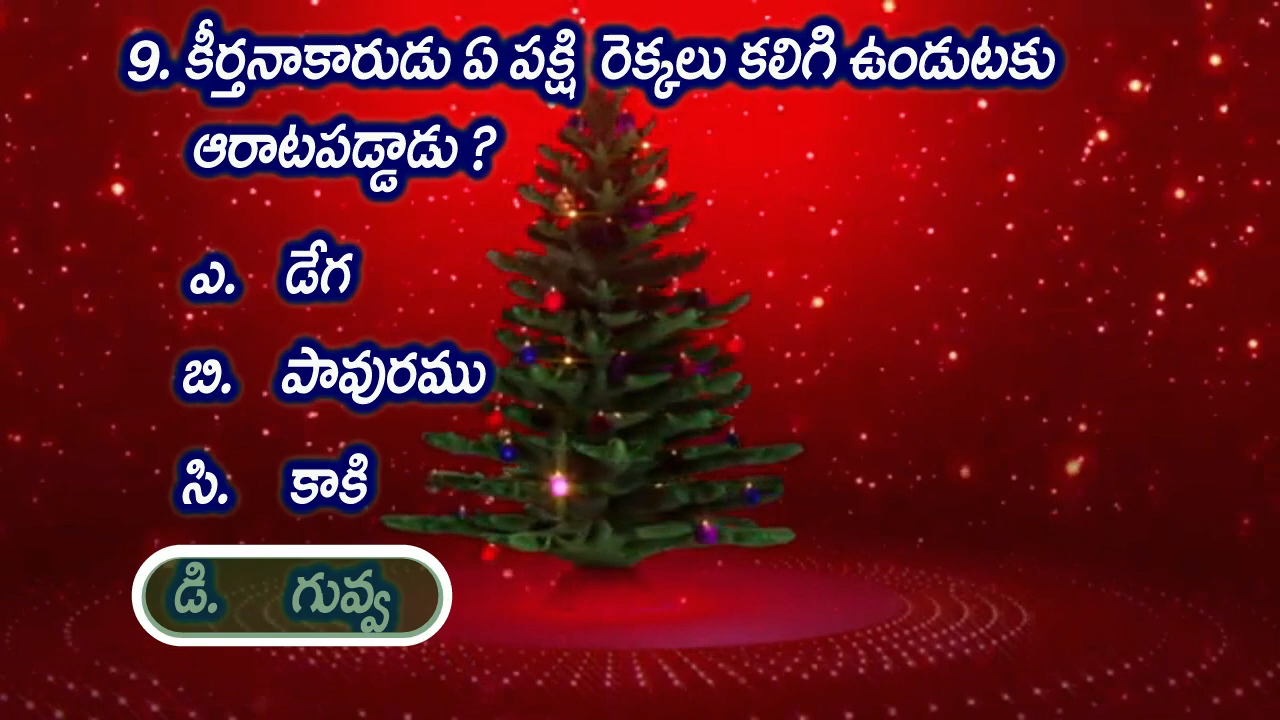 9. కీర్తనాకారుడు ఏ పక్షి రెక్కలు కలిగి ఉండుటకు
ఆరాటపడ్డాడు ?
ఎ. డేగ
బి. పావురము
సి. కాకి
డి. గువ్వ